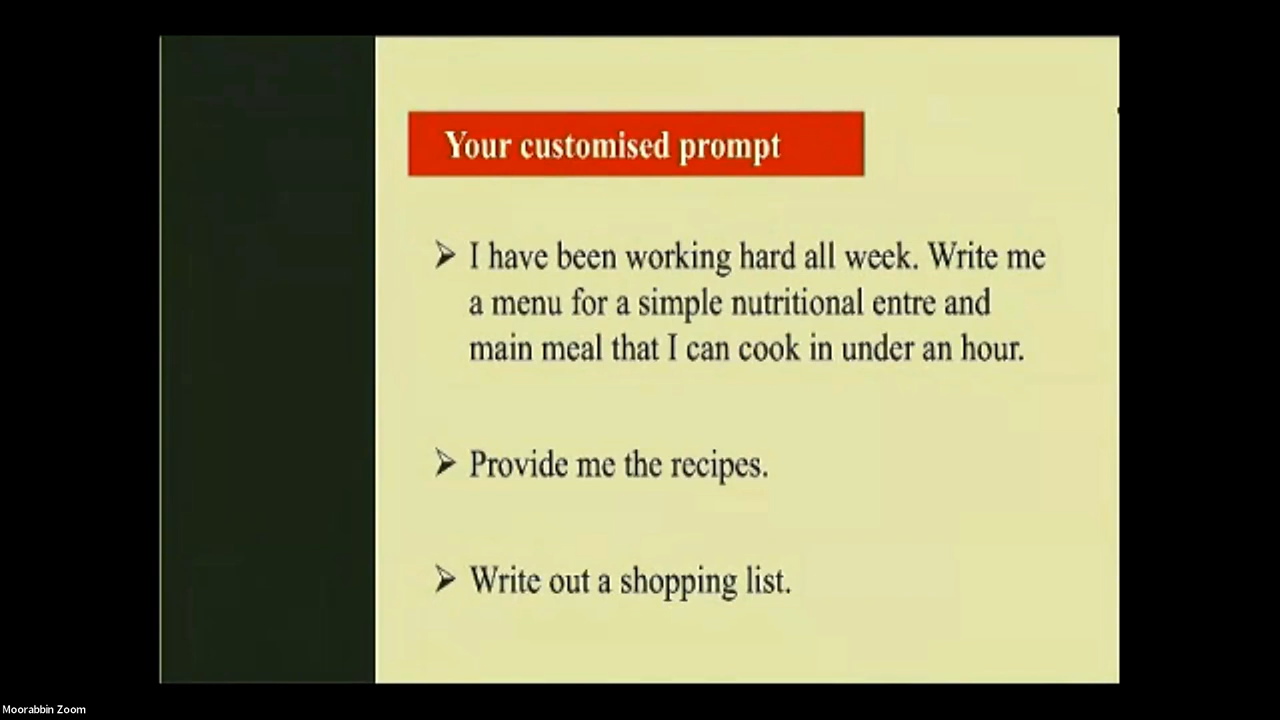 Your customised prompt
➢ I have been working hard all week. Write me
a menu for a simple nutritional entre and
main meal that I can cook in under an hour.
➢ Provide me the recipes.
➢ Write out a shopping list.
Moorabbin Zoom